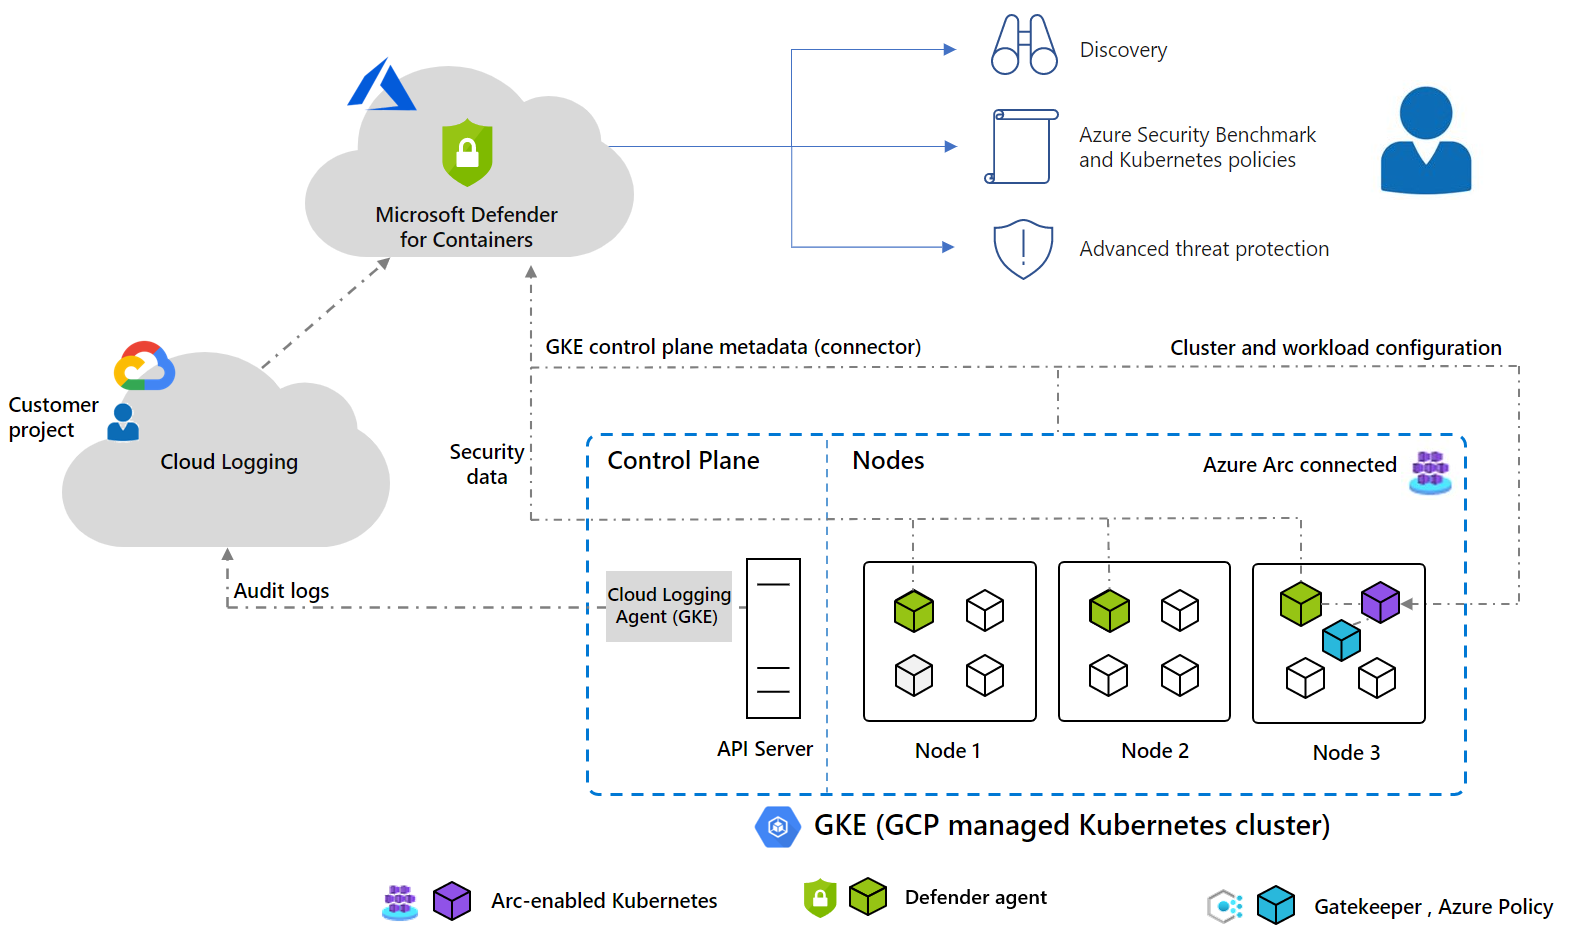 Discovery
Azure Security Benchmark
and Kubernetes policies
Microsoft Defender
for Containers
Advanced threat protection
GKE control plane metadata (connector)
Cluster and workload configuration
Customer
project
Cloud Logging
Security
data
Control Plane
Nodes
Azure Arc connected
Audit logs
Cloud Logging
Agent (GKE)
API Server
Node 1
Node 2
Node 3
GKE (GCP managed Kubernetes cluster)
Arc-enabled Kubernetes
Defender agent
Gatekeeper , Azure Policy